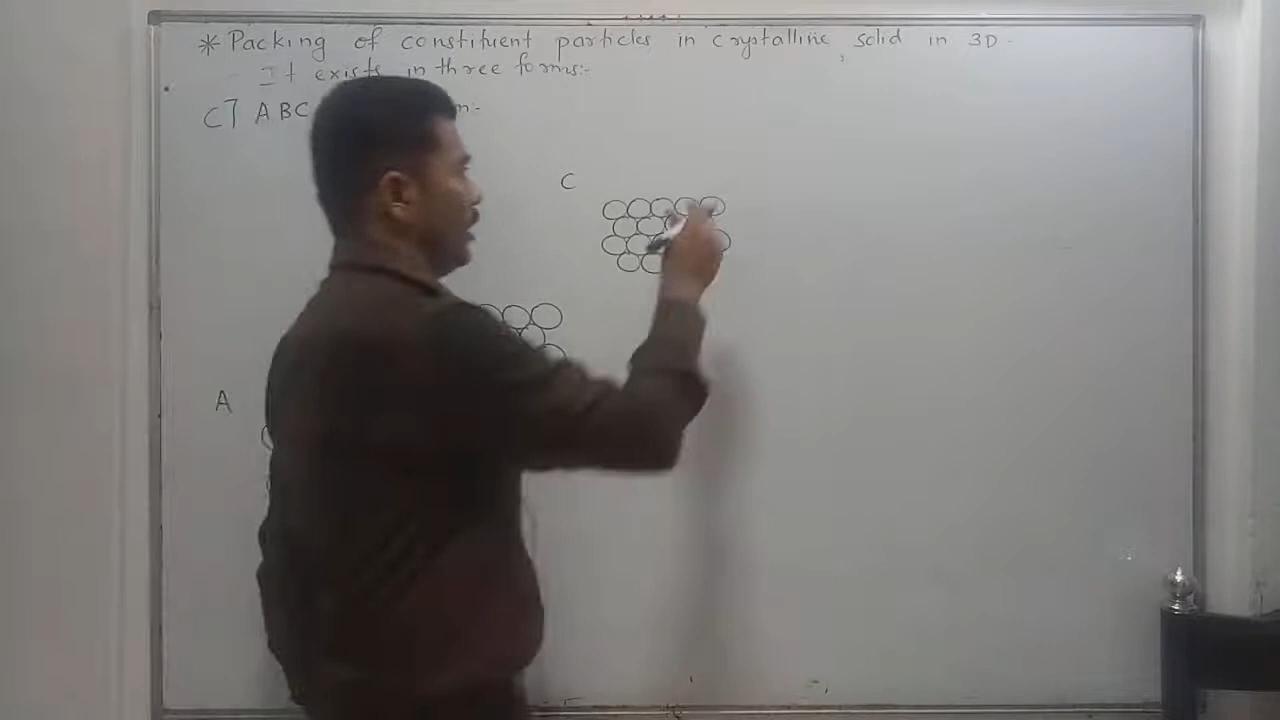 * Packing of constituent particles in crystalline solid in 3D.
It exists in three forms:-
C] ABC
C
A